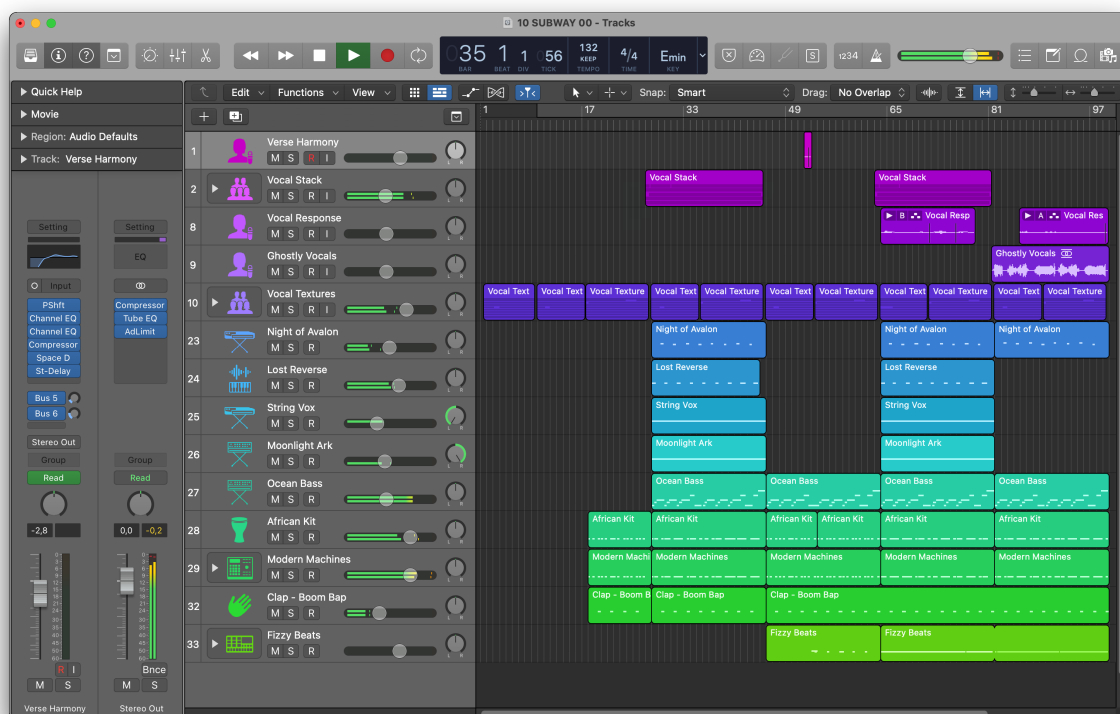 10 SUBWAY 00 - Tracks
35 1 1 56 132 KEEP 4/4 Emin
BAR BEAT DIV TICK TEMPO TIME KEY
S 1234
Quick Help
Movie
Region: Audio Defaults
Track: Verse Harmony
Edit Functions View Snap: Smart Drag: No Overlap
1 17 33 49 65 81 97
1 Verse Harmony
M S R I
2 Vocal Stack
M S R I
Vocal Stack Vocal Stack
8 Vocal Response
M S R I
B Vocal Resp A Vocal Res
9 Ghostly Vocals
M S R I
Ghostly Vocals
10 Vocal Textures
M S R I
Vocal Text Vocal Text Vocal Texture Vocal Text Vocal Texture Vocal Text Vocal Texture Vocal Text Vocal Texture Vocal Text Vocal Texture
23 Night of Avalon
M S R
Night of Avalon Night of Avalon Night of Avalon
24 Lost Reverse
M S R
Lost Reverse Lost Reverse
25 String Vox
M S R
String Vox String Vox
26 Moonlight Ark
M S R
Moonlight Ark Moonlight Ark
27 Ocean Bass
M S R
Ocean Bass Ocean Bass Ocean Bass Ocean Bass
28 African Kit
M S R
African Kit African Kit African Kit African Kit African Kit African Kit
29 Modern Machines
M S R
Modern Machi Modern Machines Modern Machines Modern Machines Modern Machines
32 Clap - Boom Bap
M S R
Clap - Boom B Clap - Boom Bap Clap - Boom Bap
33 Fizzy Beats
M S R
Fizzy Beats Fizzy Beats
Setting Setting
EQ
Input
PShft Compressor
Channel EQ Tube EQ
Channel EQ AdLimit
Compressor
Space D
St-Delay
Bus 5
Bus 6
Stereo Out
Group Group
Read Read
-2,8 0,0 -0,2
R I Bnce
M S M S
Verse Harmony Stereo Out